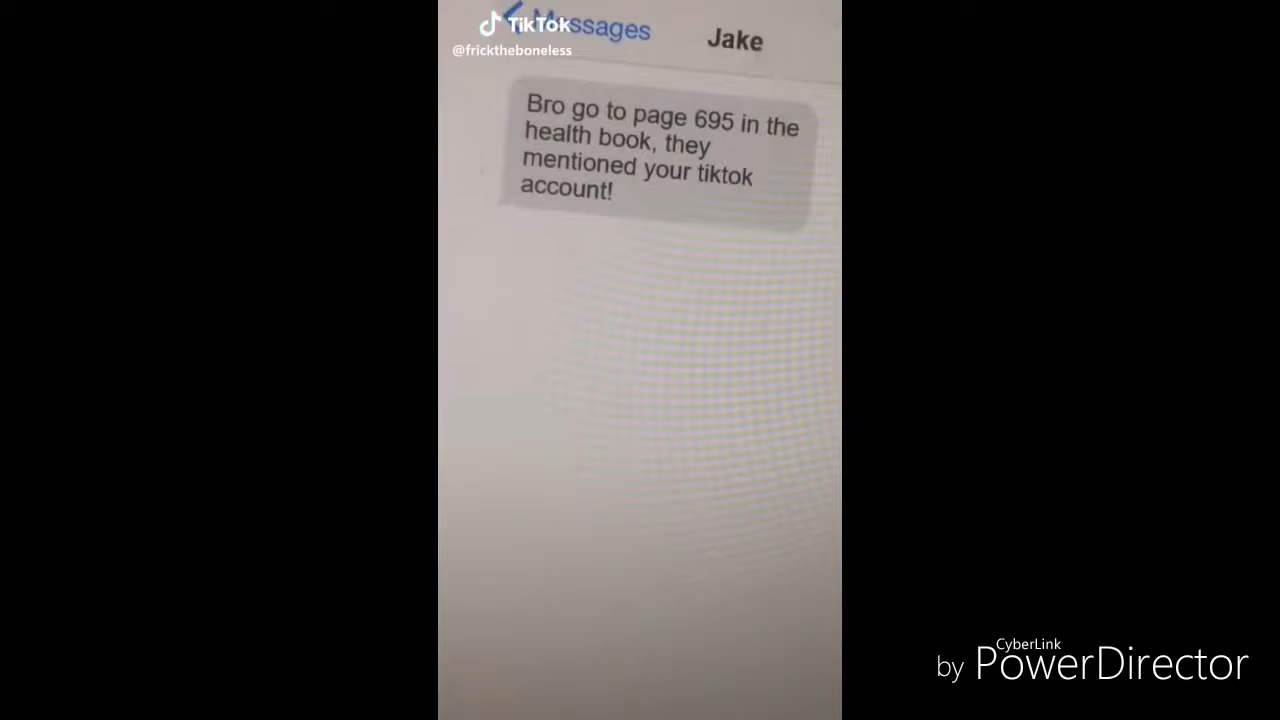 TikTok
@fricktheboneless
Messages
Jake
Bro go to page 695 in the
health book, they
mentioned your tiktok
account!
CyberLink
by PowerDirector